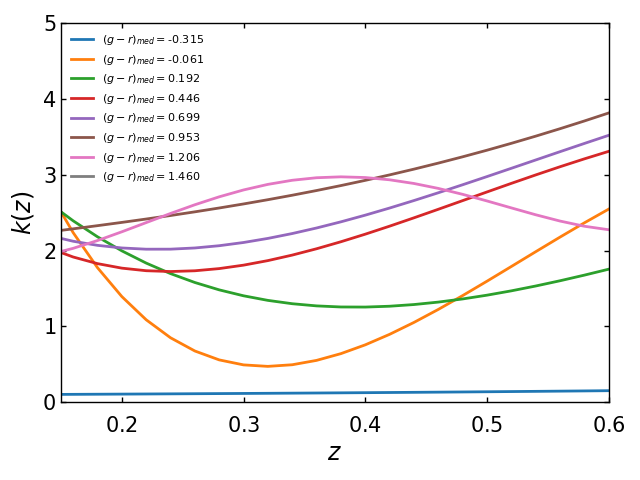 5
4
3
2
1
0
k(z)
(g − r)med = -0.315
(g − r)med = -0.061
(g − r)med = 0.192
(g − r)med = 0.446
(g − r)med = 0.699
(g − r)med = 0.953
(g − r)med = 1.206
(g − r)med = 1.460
0.2 0.3 0.4 0.5 0.6
z